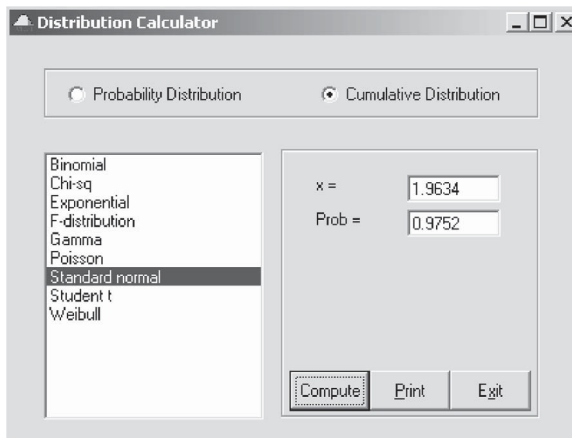 Distribution Calculator
Probability Distribution
Cumulative Distribution
Binomial
Chi-sq
Exponential
F-distribution
Gamma
Poisson
Standard normal
Student t
Weibull
x = 1.9634
Prob = 0.9752
Compute Print Exit